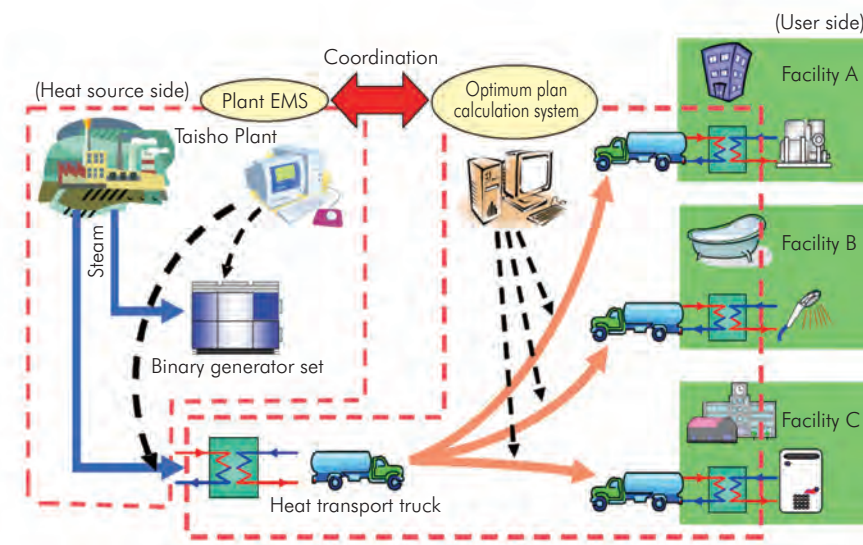 (User side)
Coordination
Facility A
(Heat source side)
Plant EMS
Optimum plan
calculation system
Taisho Plant
Steam
Facility B
Binary generator set
Facility C
Heat transport truck